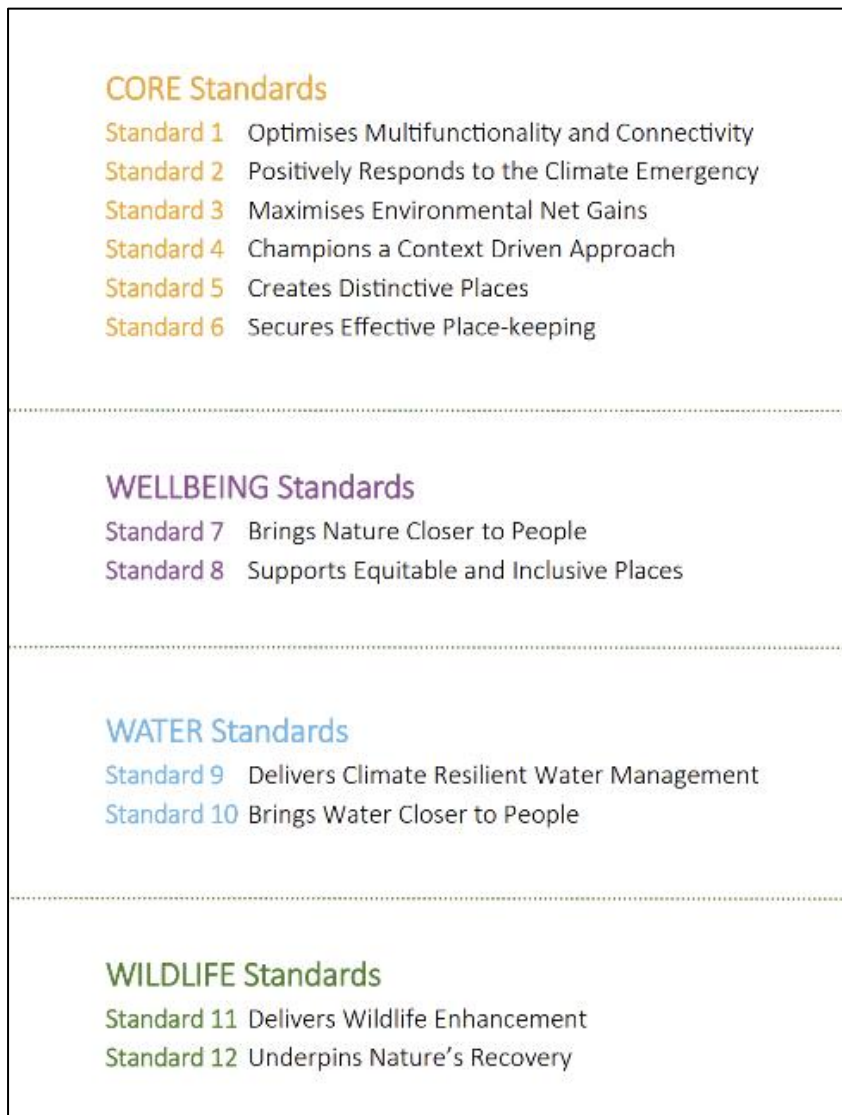 CORE Standards
Standard 1 Optimises Multifunctionality and Connectivity
Standard 2 Positively Responds to the Climate Emergency
Standard 3 Maximises Environmental Net Gains
Standard 4 Champions a Context Driven Approach
Standard 5 Creates Distinctive Places
Standard 6 Secures Effective Place-keeping
WELLBEING Standards
Standard 7 Brings Nature Closer to People
Standard 8 Supports Equitable and Inclusive Places
WATER Standards
Standard 9 Delivers Climate Resilient Water Management
Standard 10 Brings Water Closer to People
WILDLIFE Standards
Standard 11 Delivers Wildlife Enhancement
Standard 12 Underpins Nature’s Recovery